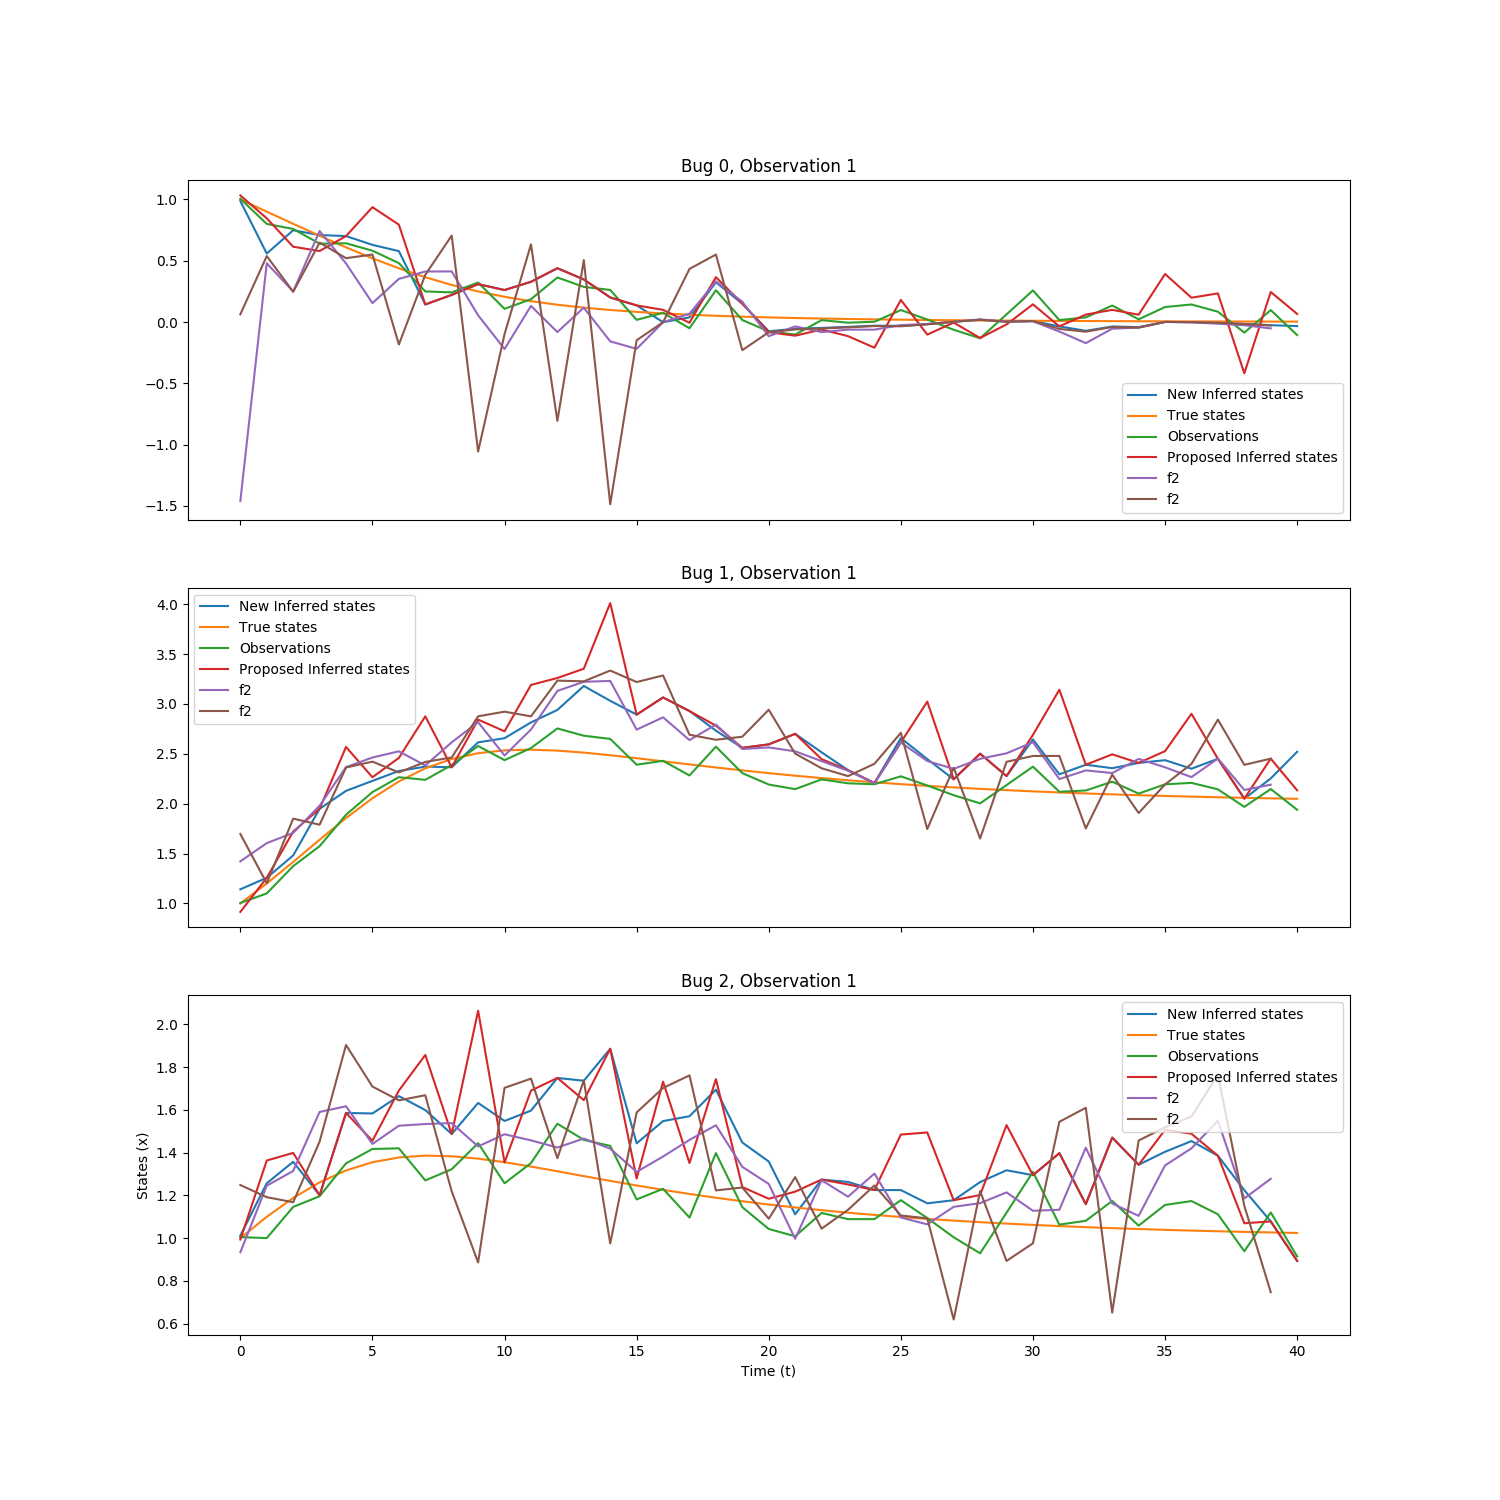 Bug 0, Observation 1
1.0
0.5
0.0
−0.5
−1.0
−1.5
New Inferred states
True states
Observations
Proposed Inferred states
f2
f2
Bug 1, Observation 1
4.0
3.5
3.0
2.5
2.0
1.5
1.0
New Inferred states
True states
Observations
Proposed Inferred states
f2
f2
Bug 2, Observation 1
2.0
1.8
1.6
1.4
1.2
1.0
0.8
0.6
States (x)
New Inferred states
True states
Observations
Proposed Inferred states
f2
f2
0 5 10 15 20 25 30 35 40
Time (t)